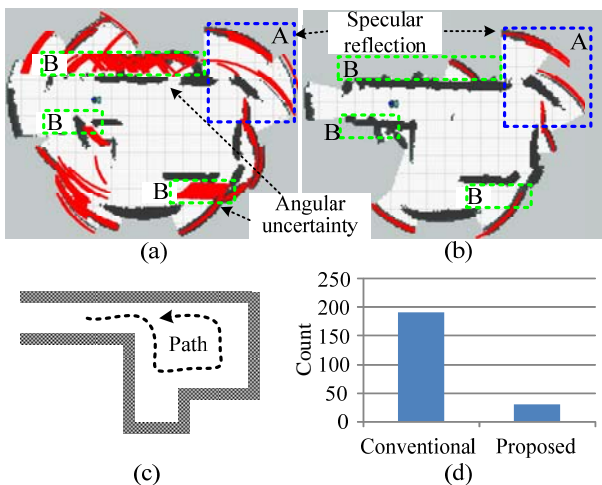 Specular
reflection
A
A
B
B
B
B
B
B
Angular
uncertainty
(a)
(b)
Path
(c)
Count
250
200
150
100
50
0
Conventional Proposed
(d)